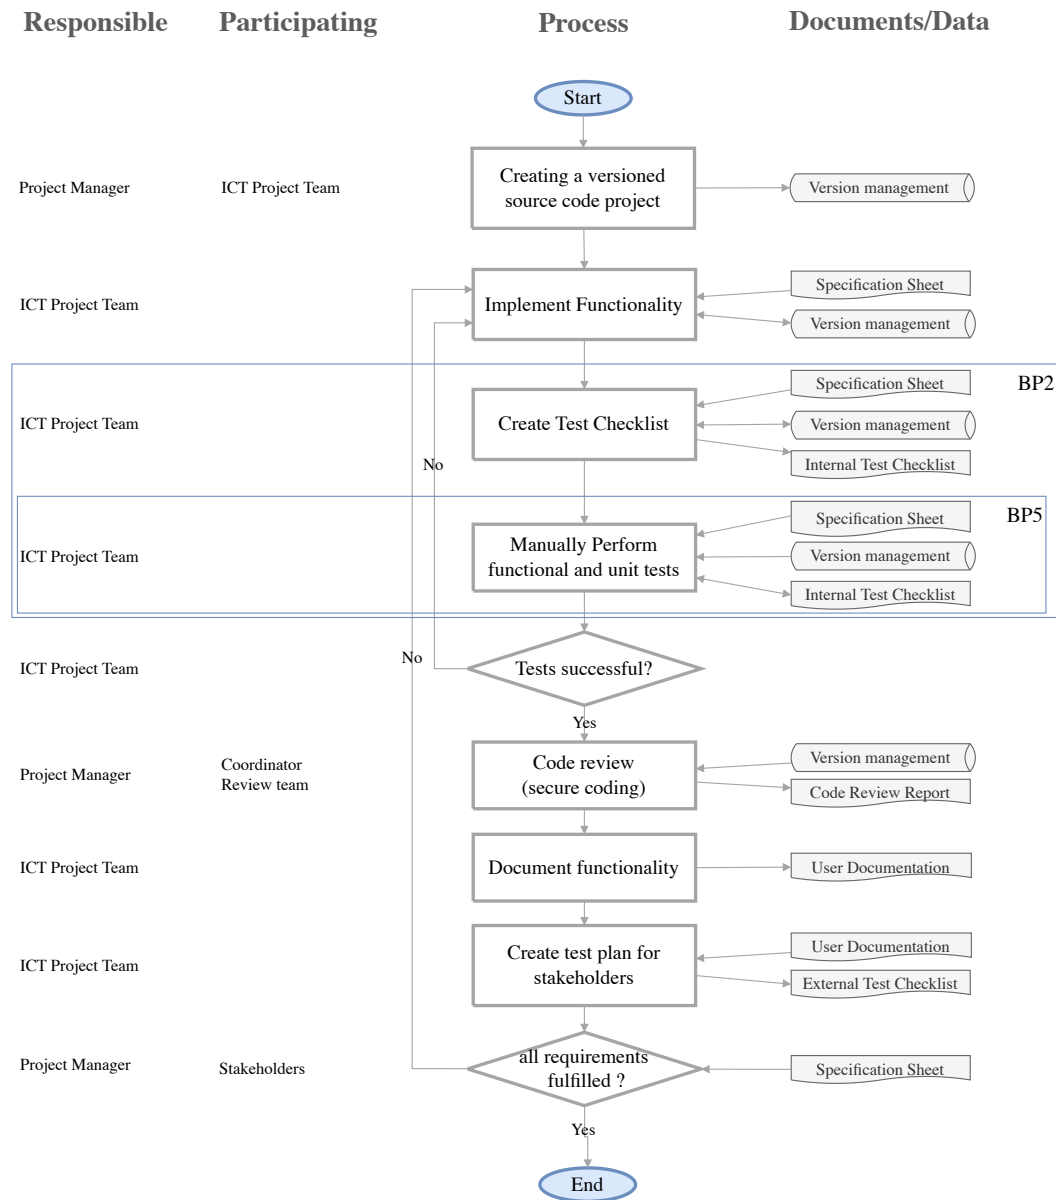 Responsible
Participating
Process
Documents/Data
Start
Project Manager
ICT Project Team
Creating a versioned
source code project
Version management
ICT Project Team
Implement Functionality
Specification Sheet
Version management
BP2
ICT Project Team
Create Test Checklist
Specification Sheet
Version management
Internal Test Checklist
No
BP5
ICT Project Team
Manually Perform
functional and unit tests
Specification Sheet
Version management
Internal Test Checklist
ICT Project Team
No
Tests successful?
Yes
Project Manager
Coordinator
Review team
Code review
(secure coding)
Version management
Code Review Report
ICT Project Team
Document functionality
User Documentation
ICT Project Team
Create test plan for
stakeholders
User Documentation
External Test Checklist
Project Manager
Stakeholders
all requirements
fulfilled ?
Specification Sheet
Yes
End